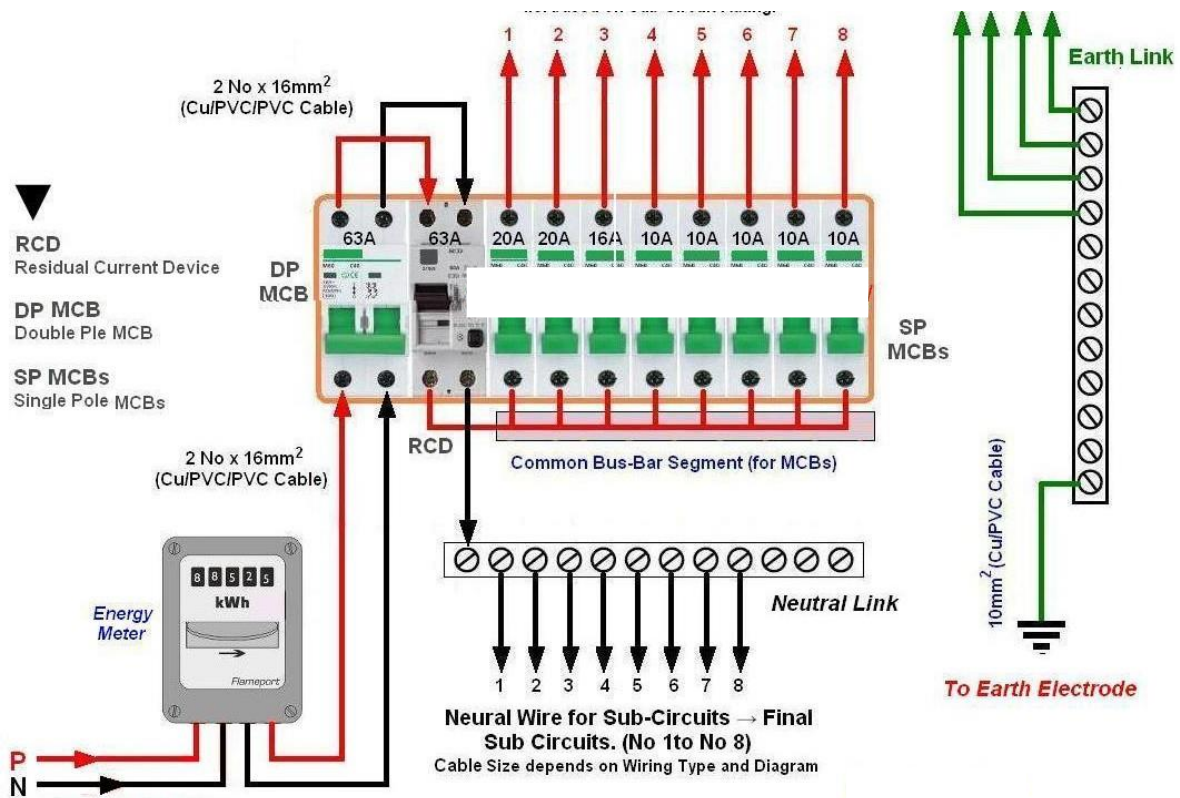 1 2 3 4 5 6 7 8
Earth Link
2 No x 16mm²
(Cu/PVC/PVC Cable)
RCD
Residual Current Device
DP MCB
Double Ple MCB
SP MCBs
Single Pole MCBs
DP
MCB
63A 63A 20A 20A 16A 10A 10A 10A 10A 10A
SP
MCBs
RCD
Common Bus-Bar Segment (for MCBs)
2 No x 16mm²
(Cu/PVC/PVC Cable)
10mm² (Cu/PVC Cable)
Energy
Meter
88525
kWh
Flameport
Neutral Link
1 2 3 4 5 6 7 8
Neural Wire for Sub-Circuits → Final
Sub Circuits. (No 1to No 8)
Cable Size depends on Wiring Type and Diagram
To Earth Electrode
P
N